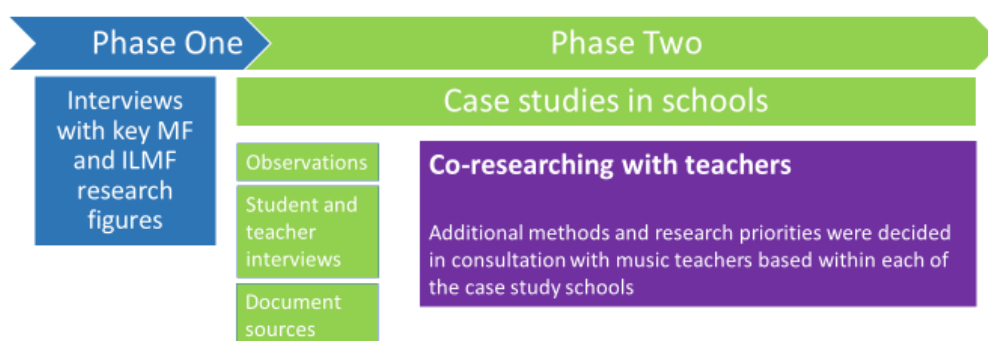 Phase One
Phase Two
Interviews
with key MF
and ILMF
research
figures
Case studies in schools
Observations
Student and
teacher
interviews
Document
sources
Co-researching with teachers
Additional methods and research priorities were decided
in consultation with music teachers based within each of
the case study schools